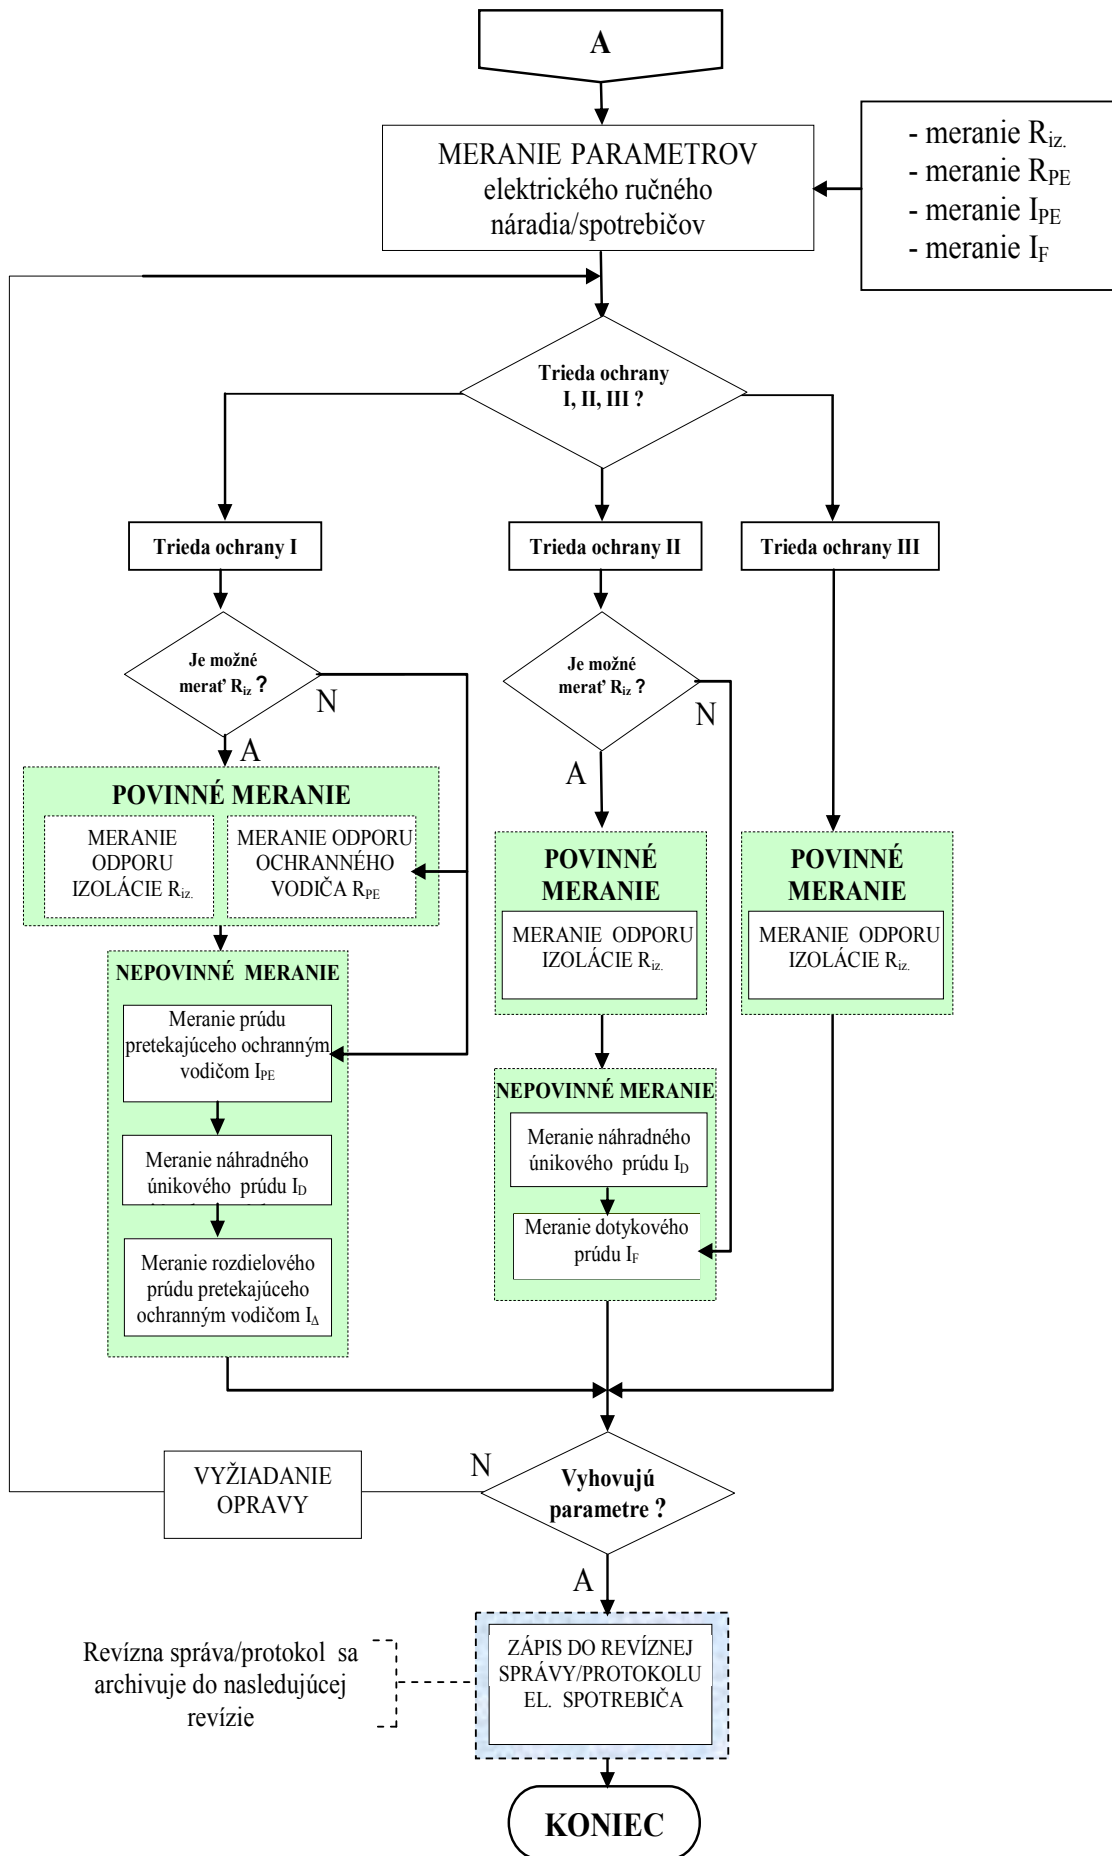 A
MERANIE PARAMETROV
elektrického ručného
náradia/spotrebičov
- meranie Riz.
- meranie RPE
- meranie IPE
- meranie IF
Trieda ochrany
I, II, III ?
Trieda ochrany I
Trieda ochrany II
Trieda ochrany III
Je možné
merať Riz ?
N
A
Je možné
merať Riz ?
N
A
POVINNÉ MERANIE
MERANIE
ODPORU
IZOLÁCIE Riz.
MERANIE ODPORU
OCHRANNÉHO
VODIČA RPE
POVINNÉ
MERANIE
MERANIE ODPORU
IZOLÁCIE Riz.
POVINNÉ
MERANIE
MERANIE ODPORU
IZOLÁCIE Riz.
NEPOVINNÉ MERANIE
Meranie prúdu
pretekajúceho ochranným
vodičom IPE
Meranie náhradného
únikového prúdu ID
Meranie rozdielového
prúdu pretekajúceho
ochranným vodičom IΔ
NEPOVINNÉ MERANIE
Meranie náhradného
únikového prúdu ID
Meranie dotykového
prúdu IF
VYŽIADANIE
OPRAVY
N
Vyhovujú
parametre ?
A
Revízna správa/protokol sa
archivuje do nasledujúcej
revízie
ZÁPIS DO REVÍZNEJ
SPRÁVY/PROTOKOLU
EL. SPOTREBIČA
KONIEC